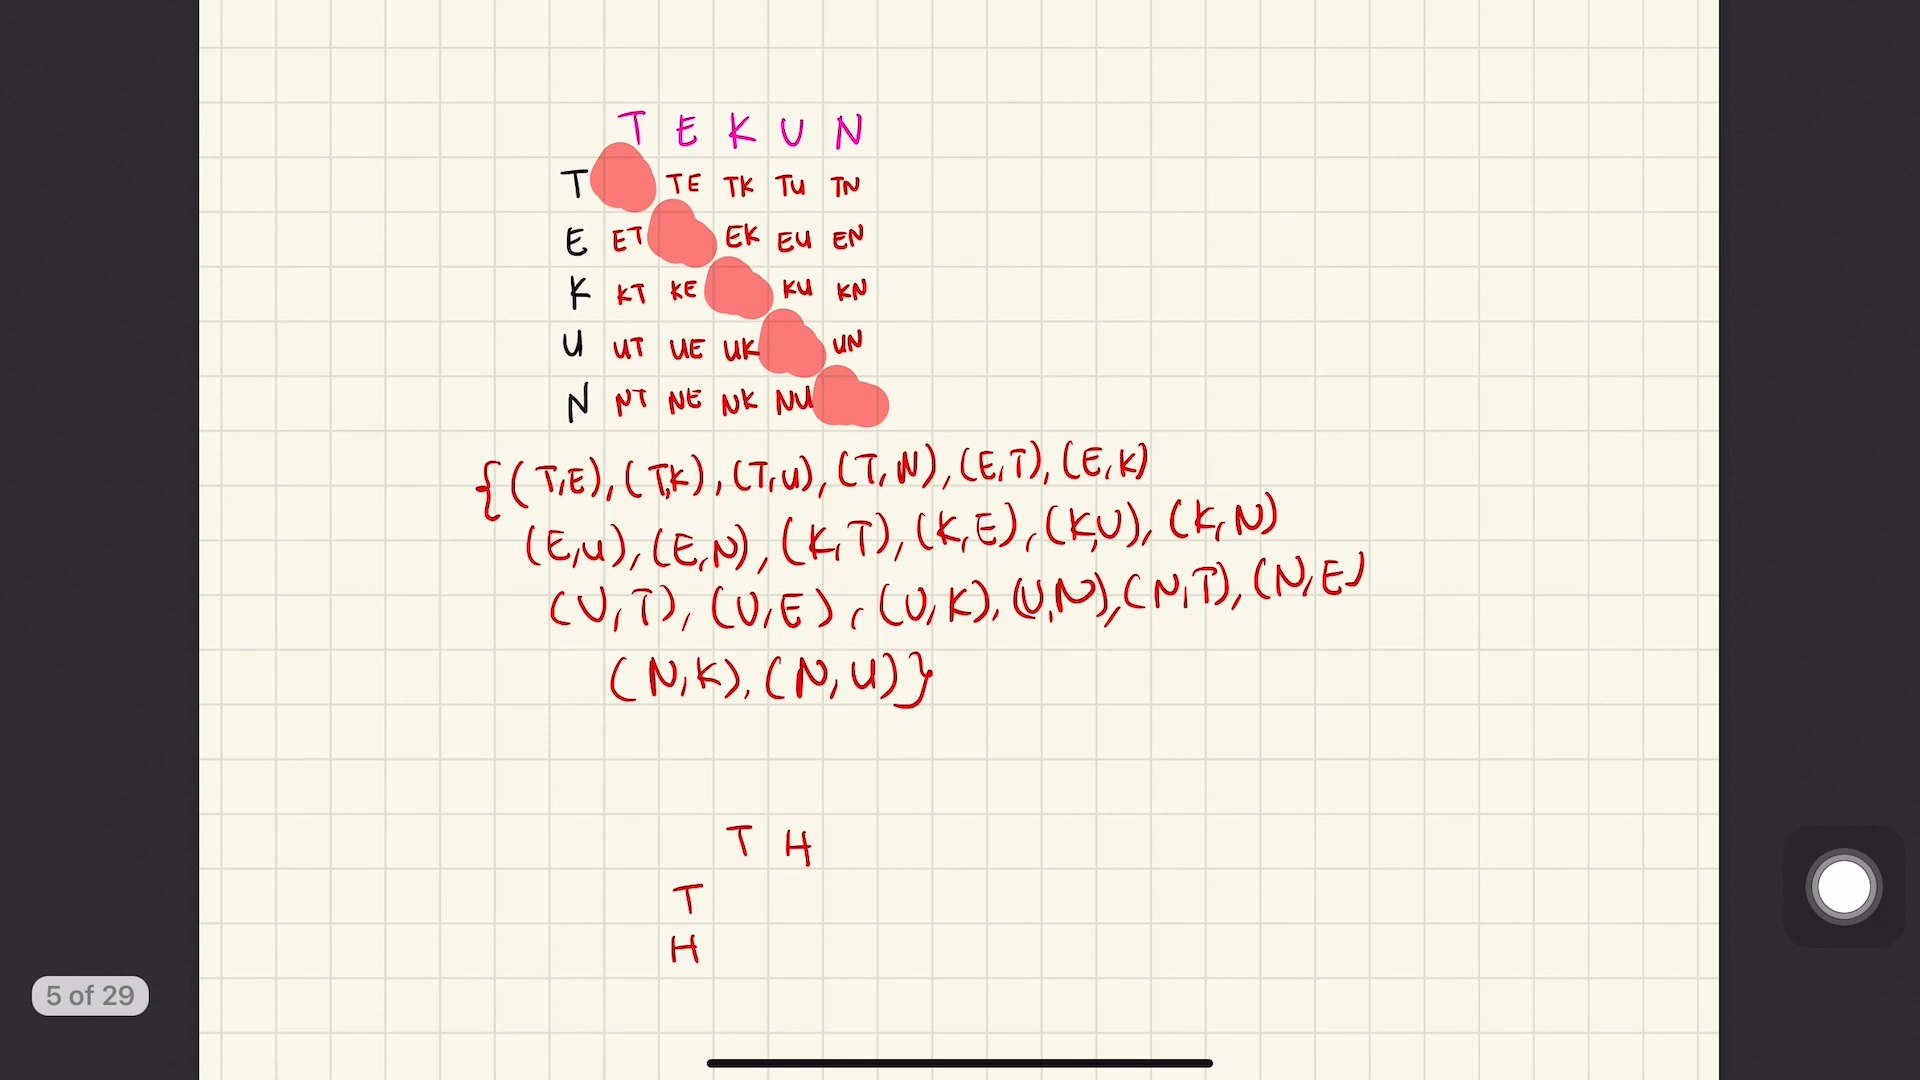 T E K U N
T TE TK TU TN
E ET EK EU EN
K KT KE KU KN
U UT UE UK UN
N NT NE NK NU
{(T,E),(T,K),(T,U),(T,N),(E,T),(E,K)
(E,U),(E,N),(K,T),(K,E),(K,U),(K,N)
(U,T),(U,E),(U,K),(U,N),(N,T),(N,E)
(N,K),(N,U)}
T H
T
H
5 of 29